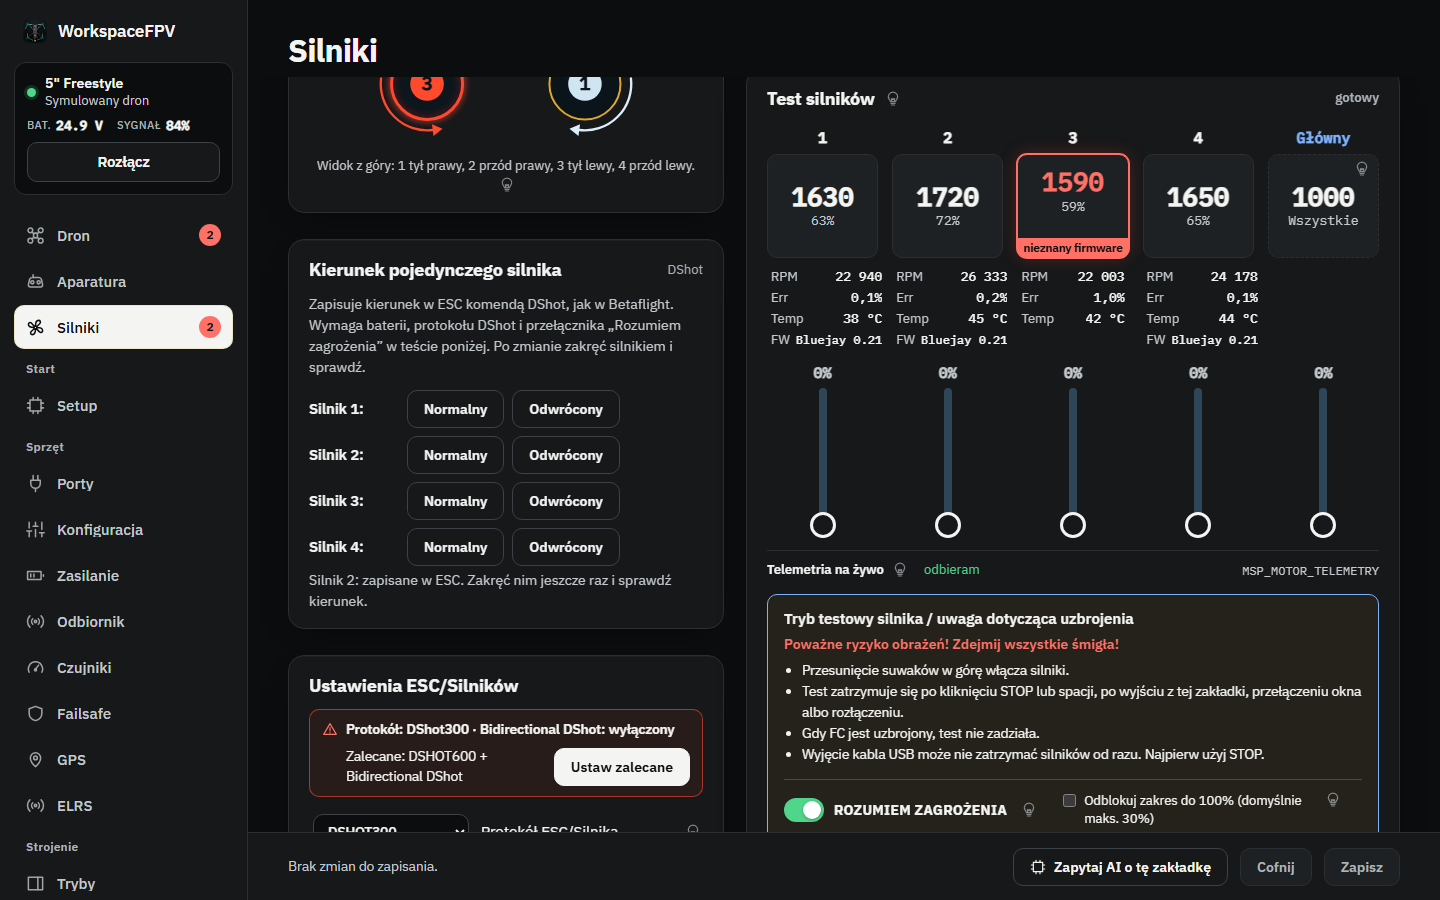 WorkspaceFPV
5" Freestyle
Symulowany dron
BAT. 24.9 V SYGNAŁ 84%
Rozłącz
Dron 2
Aparatura
Silniki 2
Start
Setup
Sprzęt
Porty
Konfiguracja
Zasilanie
Odbiornik
Czujniki
Failsafe
GPS
ELRS
Strojenie
Tryby
Silniki
3 1
Widok z góry: 1 tył prawy, 2 przód prawy, 3 tył lewy, 4 przód lewy.
Kierunek pojedynczego silnika DShot
Zapisuje kierunek w ESC komendą DShot, jak w Betaflight.
Wymaga baterii, protokołu DShot i przełącznika „Rozumiem
zagrożenia” w teście poniżej. Po zmianie zakręć silnikiem i
sprawdź.
Silnik 1: Normalny Odwrócony
Silnik 2: Normalny Odwrócony
Silnik 3: Normalny Odwrócony
Silnik 4: Normalny Odwrócony
Silnik 2: zapisane w ESC. Zakręć nim jeszcze raz i sprawdź
kierunek.
Ustawienia ESC/Silników
Protokół: DShot300 · Bidirectional DShot: wyłączony
Zalecane: DSHOT600 +
Bidirectional DShot
Ustaw zalecane
DSHOT300 Protokół ESC/Silnika
Test silników gotowy
1 2 3 4 Główny
1630 1720 1590 1650 1000
63% 72% 59% 65% Wszystkie
nieznany firmware
RPM 22 940 RPM 26 333 RPM 22 003 RPM 24 178
Err 0,1% Err 0,2% Err 1,0% Err 0,1%
Temp 38 °C Temp 45 °C Temp 42 °C Temp 44 °C
FW Bluejay 0.21 FW Bluejay 0.21 FW Bluejay 0.21
0% 0% 0% 0% 0%
Telemetria na żywo odbieram MSP_MOTOR_TELEMETRY
Tryb testowy silnika / uwaga dotycząca uzbrojenia
Poważne ryzyko obrażeń! Zdejmij wszystkie śmigła!
• Przesunięcie suwaków w górę włącza silniki.
• Test zatrzymuje się po kliknięciu STOP lub spacji, po wyjściu z tej zakładki, przełączeniu okna
albo rozłączeniu.
• Gdy FC jest uzbrojony, test nie zadziała.
• Wyjęcie kabla USB może nie zatrzymać silników od razu. Najpierw użyj STOP.
ROZUMIEM ZAGROŻENIA
Odblokuj zakres do 100% (domyślnie
maks. 30%)
Brak zmian do zapisania.
Zapytaj AI o tę zakładkę Cofnij Zapisz